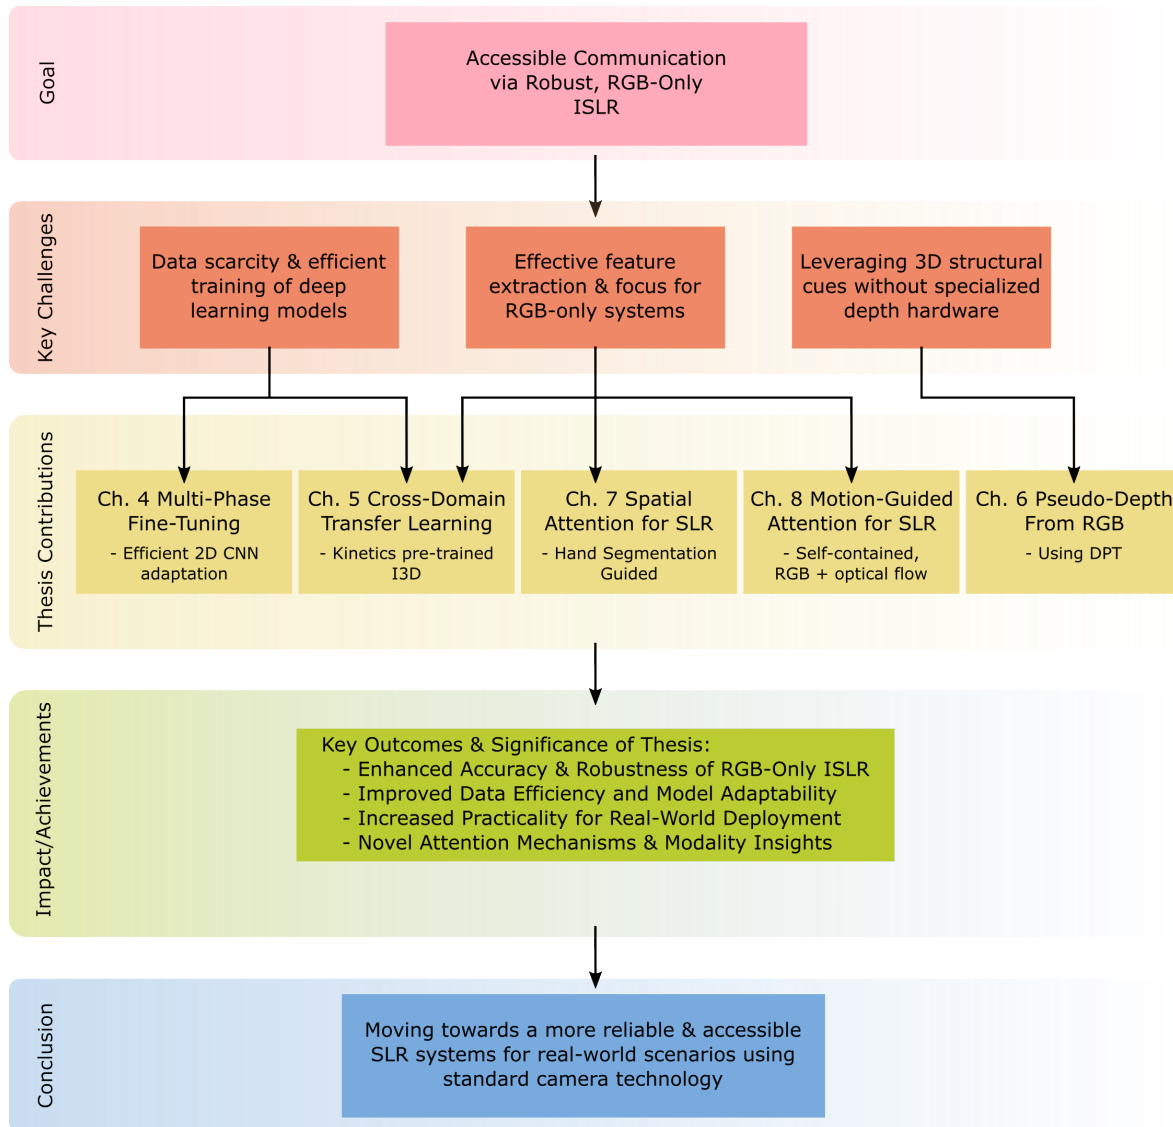 Goal
Accessible Communication
via Robust, RGB-Only
ISLR
Key Challenges
Data scarcity & efficient
training of deep
learning models
Effective feature
extraction & focus for
RGB-only systems
Leveraging 3D structural
cues without specialized
depth hardware
Thesis Contributions
Ch. 4 Multi-Phase
Fine-Tuning
- Efficient 2D CNN
adaptation
Ch. 5 Cross-Domain
Transfer Learning
- Kinetics pre-trained
I3D
Ch. 7 Spatial
Attention for SLR
- Hand Segmentation
Guided
Ch. 8 Motion-Guided
Attention for SLR
- Self-contained,
RGB + optical flow
Ch. 6 Pseudo-Depth
From RGB
- Using DPT
Impact/Achievements
Key Outcomes & Significance of Thesis:
- Enhanced Accuracy & Robustness of RGB-Only ISLR
- Improved Data Efficiency and Model Adaptability
- Increased Practicality for Real-World Deployment
- Novel Attention Mechanisms & Modality Insights
Conclusion
Moving towards a more reliable & accessible
SLR systems for real-world scenarios using
standard camera technology